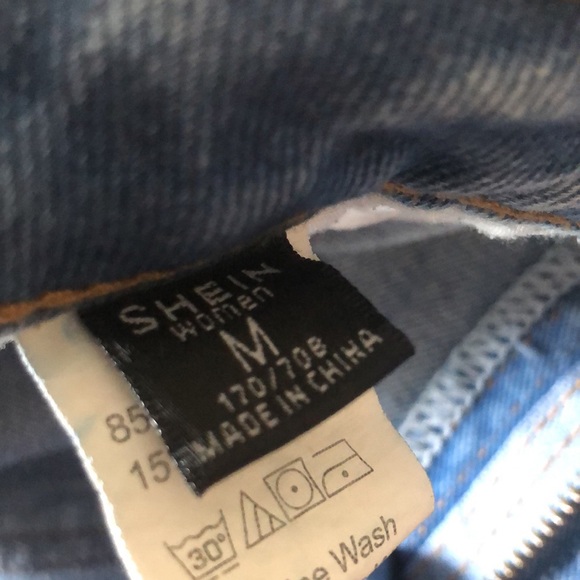 SHEIN
women
M
170/70B
MADE IN CHINA
85
15
30°
Wash